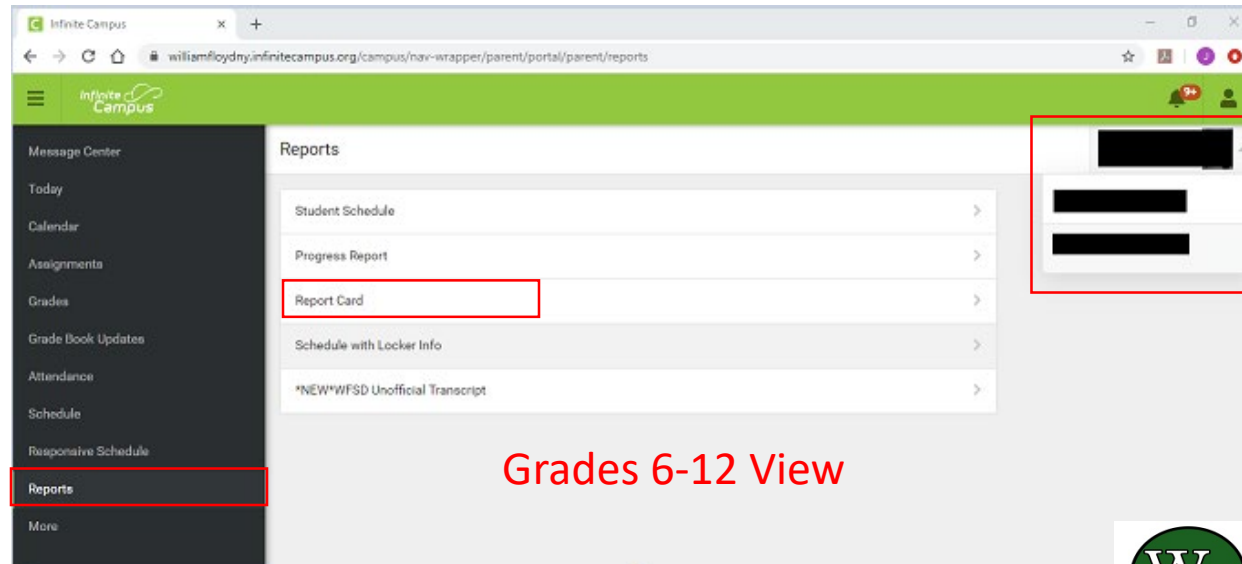 Infinite Campus
williamfloydny.infinitecampus.org/campus/nav-wrapper/parent/portal/parent/reports
Infinite Campus
9+
Message Center
Today
Calendar
Assignments
Grades
Grade Book Updates
Attendance
Schedule
Responsive Schedule
Reports
More
Reports
Student Schedule
Progress Report
Report Card
Schedule with Locker Info
*NEW*WFSD Unofficial Transcript
Grades 6-12 View
W